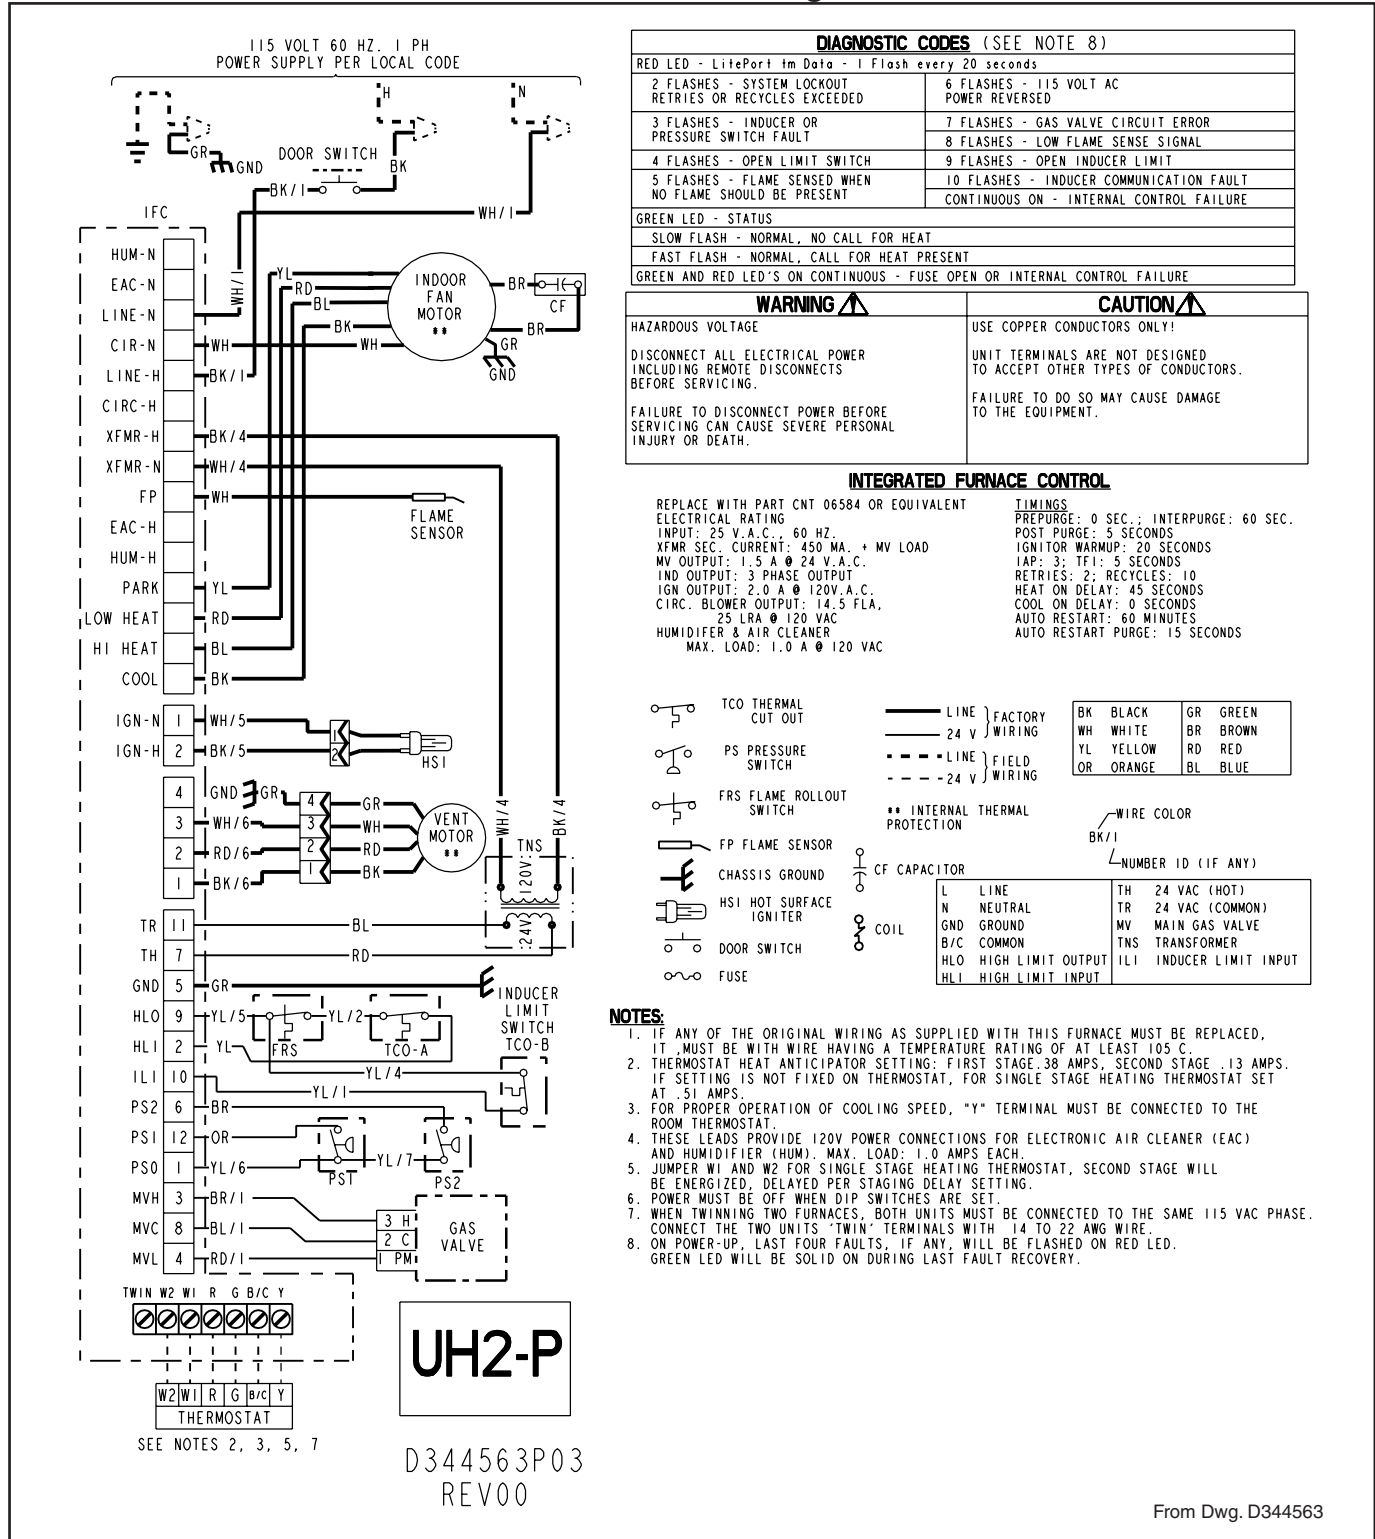 115 VOLT 60 HZ. 1 PH
POWER SUPPLY PER LOCAL CODE
H
N
GR
GND
DOOR SWITCH
BK
BK/1
WH/1
IFC
HUM-N
EAC-N
LINE-N
WH/1
CIR-N
WH
WH
LINE-H
BK/1
CIRC-H
XFMR-H
BK/4
XFMR-N
WH/4
FP
WH
FLAME
SENSOR
EAC-H
HUM-H
PARK
YL
LOW HEAT
RD
HI HEAT
BL
COOL
BK
YL
RD
BL
BK
INDOOR
FAN
MOTOR
**
BR
CF
BR
GR
GND
IGN-N 1 WH/5 1
IGN-H 2 BK/5 2
HSI
4 GND GR 4 GR
3 WH/6 3 WH
2 RD/6 2 RD
1 BK/6 1 BK
VENT
MOTOR
**
WH/4
BK/4
TNS
120V
24V
TR 11 BL
TH 7 RD
GND 5 GR
HLO 9 YL/5 YL/2
FRS TCO-A
INDUCER
LIMIT
SWITCH
TCO-B
HLI 2 YL
YL/4
ILI 10 YL/1
PS2 6 BR
PS1 12 OR
PSO 1 YL/6 YL/7
PS1 PS2
MVH 3 BR/1
MVC 8 BL/1
MVL 4 RD/1
3 H
2 C
1 PM
GAS
VALVE
TWIN W2 W1 R G B/C Y
W2 W1 R G B/C Y
THERMOSTAT
SEE NOTES 2, 3, 5, 7
UH2-P
D344563P03
REV00
DIAGNOSTIC CODES (SEE NOTE 8)
RED LED - LitePort tm Data - 1 Flash every 20 seconds
2 FLASHES - SYSTEM LOCKOUT
RETRIES OR RECYCLES EXCEEDED
6 FLASHES - 115 VOLT AC
POWER REVERSED
3 FLASHES - INDUCER OR
PRESSURE SWITCH FAULT
7 FLASHES - GAS VALVE CIRCUIT ERROR
8 FLASHES - LOW FLAME SENSE SIGNAL
4 FLASHES - OPEN LIMIT SWITCH
9 FLASHES - OPEN INDUCER LIMIT
5 FLASHES - FLAME SENSED WHEN
NO FLAME SHOULD BE PRESENT
10 FLASHES - INDUCER COMMUNICATION FAULT
CONTINUOUS ON - INTERNAL CONTROL FAILURE
GREEN LED - STATUS
SLOW FLASH - NORMAL, NO CALL FOR HEAT
FAST FLASH - NORMAL, CALL FOR HEAT PRESENT
GREEN AND RED LED'S ON CONTINUOUS - FUSE OPEN OR INTERNAL CONTROL FAILURE
WARNING
HAZARDOUS VOLTAGE
DISCONNECT ALL ELECTRICAL POWER
INCLUDING REMOTE DISCONNECTS
BEFORE SERVICING.
FAILURE TO DISCONNECT POWER BEFORE
SERVICING CAN CAUSE SEVERE PERSONAL
INJURY OR DEATH.
CAUTION
USE COPPER CONDUCTORS ONLY!
UNIT TERMINALS ARE NOT DESIGNED
TO ACCEPT OTHER TYPES OF CONDUCTORS.
FAILURE TO DO SO MAY CAUSE DAMAGE
TO THE EQUIPMENT.
INTEGRATED FURNACE CONTROL
REPLACE WITH PART CNT 06584 OR EQUIVALENT
ELECTRICAL RATING
INPUT: 25 V.A.C., 60 HZ.
XFMR SEC. CURRENT: 450 MA. + MV LOAD
MV OUTPUT: 1.5 A @ 24 V.A.C.
IND OUTPUT: 3 PHASE OUTPUT
IGN OUTPUT: 2.0 A @ 120V.A.C.
CIRC. BLOWER OUTPUT: 14.5 FLA,
25 LRA @ 120 VAC
HUMIDIFER & AIR CLEANER
MAX. LOAD: 1.0 A @ 120 VAC
TIMINGS
PREPURGE: 0 SEC.; INTERPURGE: 60 SEC.
POST PURGE: 5 SECONDS
IGNITOR WARMUP: 20 SECONDS
IAP: 3; TFI: 5 SECONDS
RETRIES: 2; RECYCLES: 10
HEAT ON DELAY: 45 SECONDS
COOL ON DELAY: 0 SECONDS
AUTO RESTART: 60 MINUTES
AUTO RESTART PURGE: 15 SECONDS
TCO THERMAL
CUT OUT
PS PRESSURE
SWITCH
FRS FLAME ROLLOUT
SWITCH
FP FLAME SENSOR
CHASSIS GROUND
HSI HOT SURFACE
IGNITER
DOOR SWITCH
FUSE
LINE
24 V
FACTORY
WIRING
LINE
24 V
FIELD
WIRING
** INTERNAL THERMAL
PROTECTION
CF CAPACITOR
COIL
BK BLACK GR GREEN
WH WHITE BR BROWN
YL YELLOW RD RED
OR ORANGE BL BLUE
WIRE COLOR
BK/1
NUMBER ID (IF ANY)
L LINE TH 24 VAC (HOT)
N NEUTRAL TR 24 VAC (COMMON)
GND GROUND MV MAIN GAS VALVE
B/C COMMON TNS TRANSFORMER
HLO HIGH LIMIT OUTPUT ILI INDUCER LIMIT INPUT
HLI HIGH LIMIT INPUT
NOTES:
1. IF ANY OF THE ORIGINAL WIRING AS SUPPLIED WITH THIS FURNACE MUST BE REPLACED,
IT ,MUST BE WITH WIRE HAVING A TEMPERATURE RATING OF AT LEAST 105 C.
2. THERMOSTAT HEAT ANTICIPATOR SETTING: FIRST STAGE.38 AMPS, SECOND STAGE .13 AMPS.
IF SETTING IS NOT FIXED ON THERMOSTAT, FOR SINGLE STAGE HEATING THERMOSTAT SET
AT .51 AMPS.
3. FOR PROPER OPERATION OF COOLING SPEED, "Y" TERMINAL MUST BE CONNECTED TO THE
ROOM THERMOSTAT.
4. THESE LEADS PROVIDE 120V POWER CONNECTIONS FOR ELECTRONIC AIR CLEANER (EAC)
AND HUMIDIFIER (HUM). MAX. LOAD: 1.0 AMPS EACH.
5. JUMPER W1 AND W2 FOR SINGLE STAGE HEATING THERMOSTAT, SECOND STAGE WILL
BE ENERGIZED, DELAYED PER STAGING DELAY SETTING.
6. POWER MUST BE OFF WHEN DIP SWITCHES ARE SET.
7. WHEN TWINNING TWO FURNACES, BOTH UNITS MUST BE CONNECTED TO THE SAME 115 VAC PHASE.
CONNECT THE TWO UNITS 'TWIN' TERMINALS WITH 14 TO 22 AWG WIRE.
8. ON POWER-UP, LAST FOUR FAULTS, IF ANY, WILL BE FLASHED ON RED LED.
GREEN LED WILL BE SOLID ON DURING LAST FAULT RECOVERY.
From Dwg. D344563